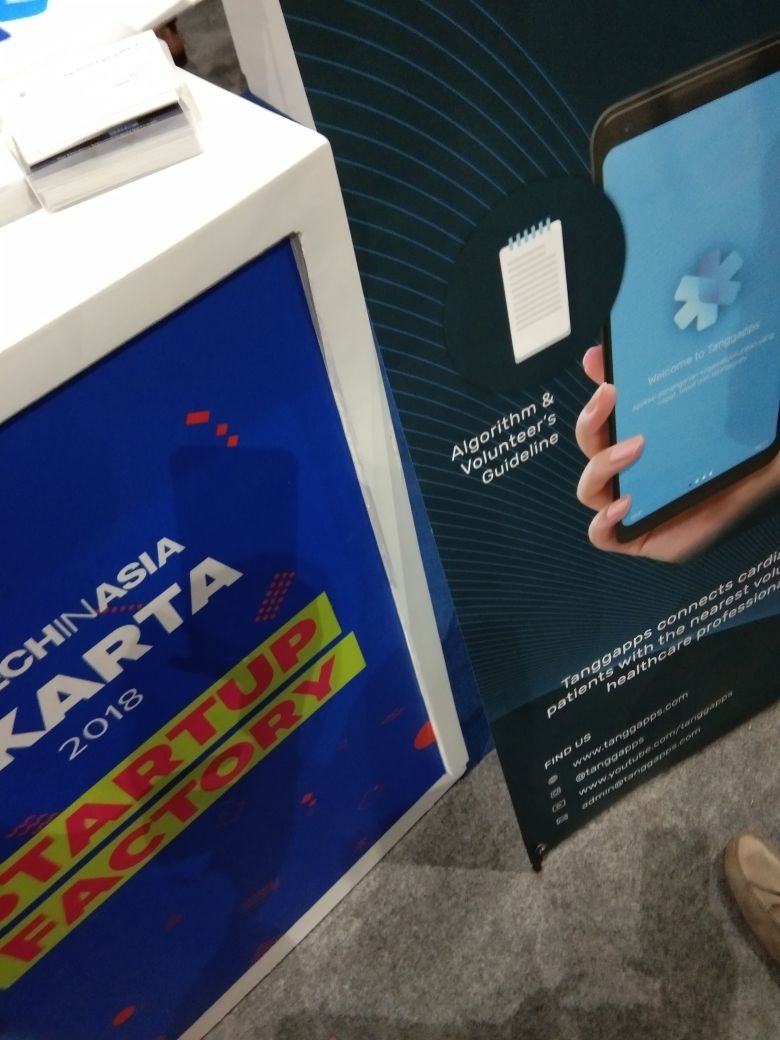 ECHINASIA
KARTA
2018
STARTUP
FACTORY
Algorithm &
Volunteer's
Guideline
Welcome to Tanggapps
Tanggapps connects cardi
patients with the nearest volu
healthcare professiona
FIND US
www.tanggapps.com
@tanggapps
www.youtube.com/tanggapps
admin@tanggapps.com